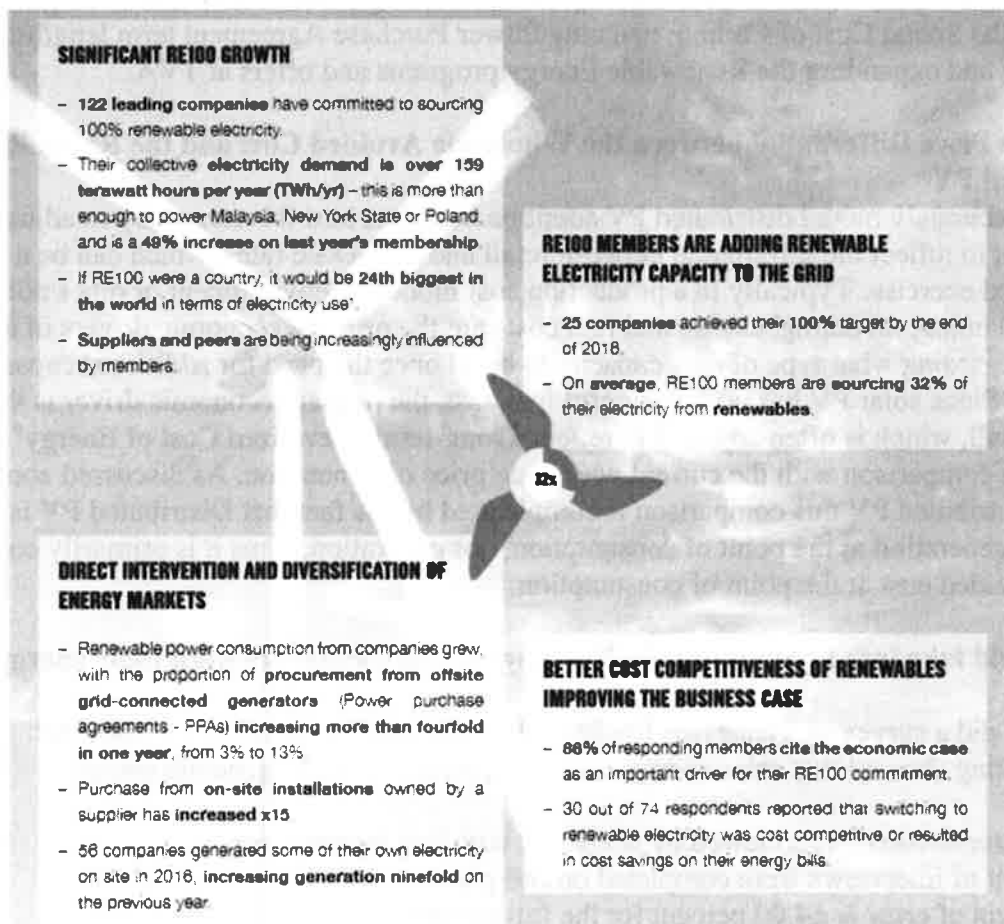 SIGNIFICANT RE100 GROWTH
– 122 leading companies have committed to sourcing
100% renewable electricity.
– Their collective electricity demand is over 159
terawatt hours per year (TWh/yr) – this is more than
enough to power Malaysia, New York State or Poland,
and is a 49% increase on last year's membership.
– If RE100 were a country, it would be 24th biggest in
the world in terms of electricity use*.
– Suppliers and peers are being increasingly influenced
by members.
RE100 MEMBERS ARE ADDING RENEWABLE
ELECTRICITY CAPACITY TO THE GRID
– 25 companies achieved their 100% target by the end
of 2016.
– On average, RE100 members are sourcing 32% of
their electricity from renewables.
32%
DIRECT INTERVENTION AND DIVERSIFICATION OF
ENERGY MARKETS
– Renewable power consumption from companies grew,
with the proportion of procurement from offsite
grid-connected generators (Power purchase
agreements - PPAs) increasing more than fourfold
in one year, from 3% to 13%.
– Purchase from on-site installations owned by a
supplier has increased x15.
– 56 companies generated some of their own electricity
on site in 2016, increasing generation ninefold on
the previous year.
BETTER COST COMPETITIVENESS OF RENEWABLES
IMPROVING THE BUSINESS CASE
– 88% of responding members cite the economic case
as an important driver for their RE100 commitment.
– 30 out of 74 respondents reported that switching to
renewable electricity was cost competitive or resulted
in cost savings on their energy bills.